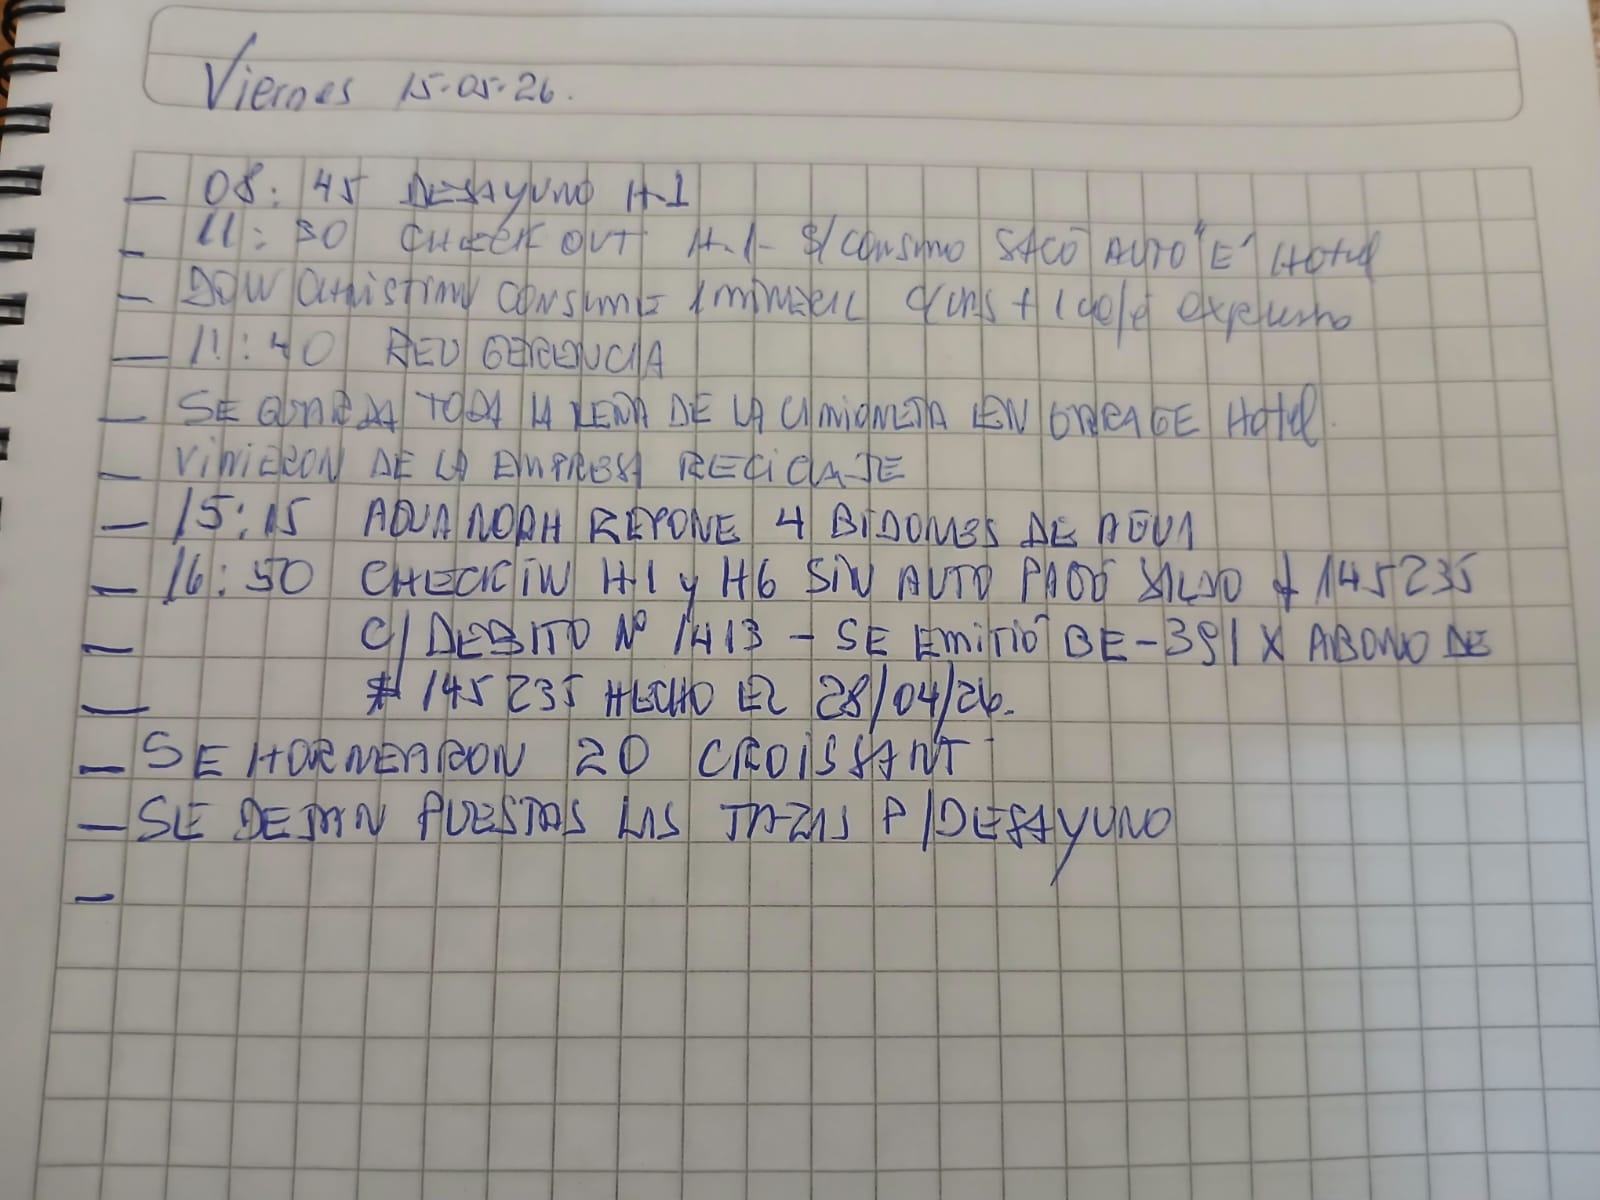 Viernes 15-05-26.
— 08:45 DESAYUNO H-1
— 11:30 CHECK OUT H-1- S/consumo SACÓ AUTO "E" Hotel
— DON CHRISTIAN CONSUME 1 MINERAL C/GAS + 1 café expresso
— 11:40 REU GERENCIA
— SE GUARDA TODA LA LEÑA DE LA CAMIONETA EN GARAGE Hotel.
— VINIERON DE LA EMPRESA RECICLAJE
— 15:15 AGUA NOAH REPONE 4 BIDONES DE AGUA
— 16:50 CHECK IN H1 y H6 SIN AUTO PAGÓ SALDO $ 145235
— C/DEBITO Nº 1413 - SE EMITIÓ BE-391 X ABONO DE
— $ 145235 HECHO EL 28/04/26.
— SE HORNEARON 20 CROISSANT
— SE DEJAN PUESTAS LAS TAZAS P/DESAYUNO
—